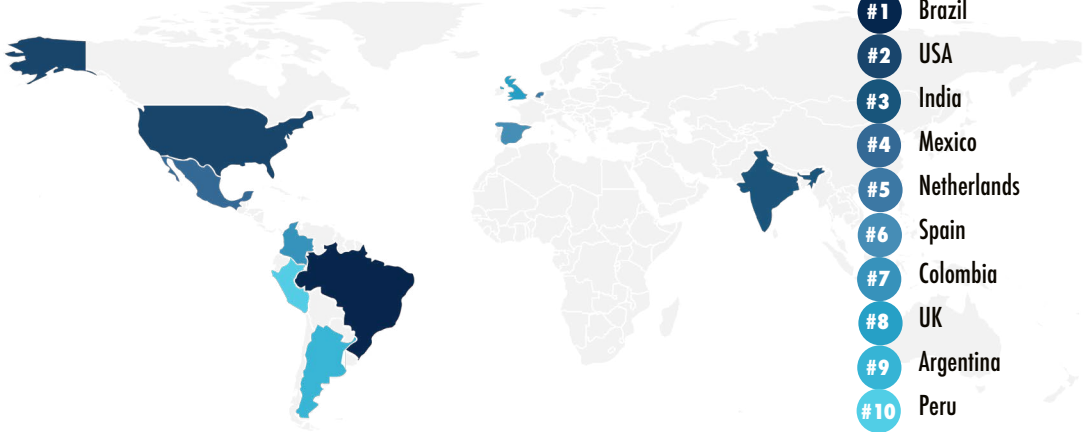 #1 Brazil
#2 USA
#3 India
#4 Mexico
#5 Netherlands
#6 Spain
#7 Colombia
#8 UK
#9 Argentina
#10 Peru